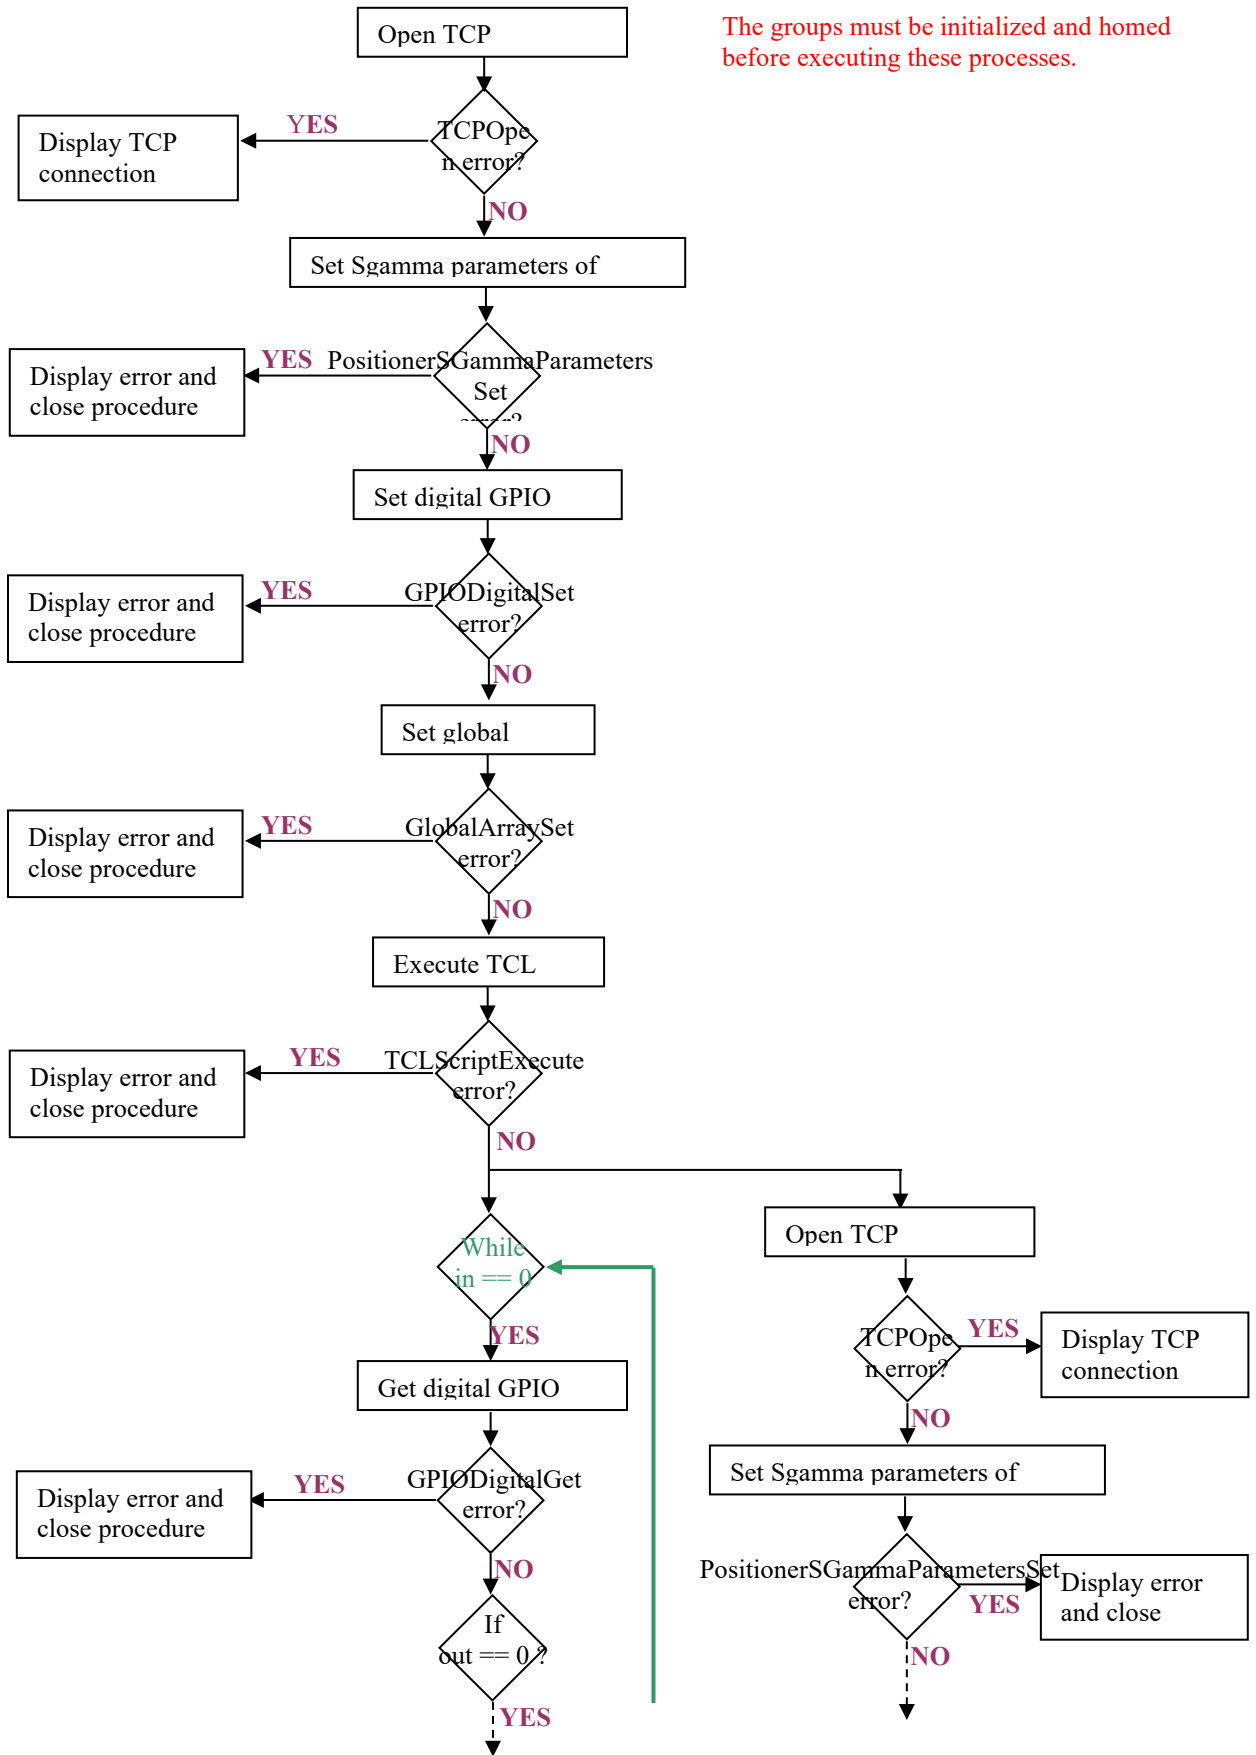 Open TCP
The groups must be initialized and homed
before executing these processes.
YES
TCPOpe
n error?
Display TCP
connection
NO
Set Sgamma parameters of
YES
PositionerSGammaParameters
Set
error?
Display error and
close procedure
NO
Set digital GPIO
YES
GPIODigitalSet
error?
Display error and
close procedure
NO
Set global
YES
GlobalArraySet
error?
Display error and
close procedure
NO
Execute TCL
YES
TCLScriptExecute
error?
Display error and
close procedure
NO
While
in == 0
YES
Open TCP
TCPOpe
n error?
YES
Display TCP
connection
NO
Get digital GPIO
Set Sgamma parameters of
YES
GPIODigitalGet
error?
Display error and
close procedure
NO
PositionerSGammaParametersSet
error?
YES
Display error
and close
NO
If
out == 0 ?
YES